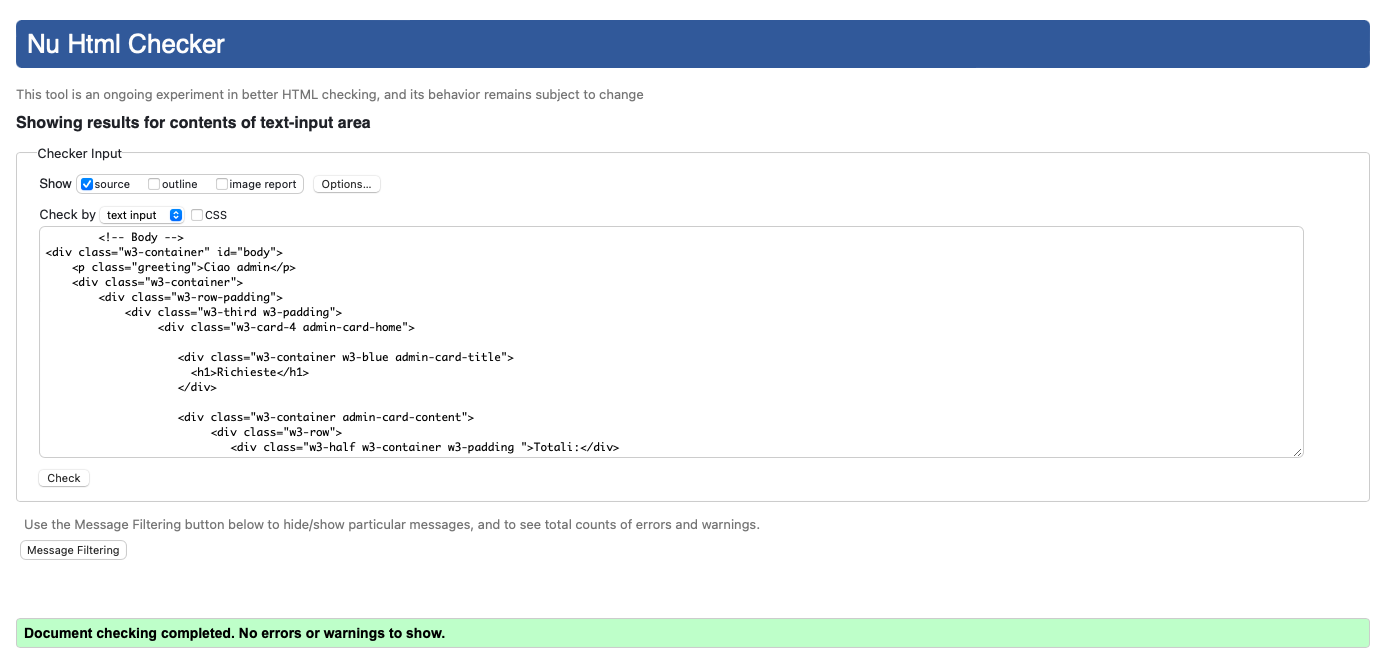 Nu Html Checker
This tool is an ongoing experiment in better HTML checking, and its behavior remains subject to change
Showing results for contents of text-input area
Checker Input
Show source outline image report Options...
Check by text input CSS
<!-- Body -->
<div class="w3-container" id="body">
<p class="greeting">Ciao admin</p>
<div class="w3-container">
<div class="w3-row-padding">
<div class="w3-third w3-padding">
<div class="w3-card-4 admin-card-home">
<div class="w3-container w3-blue admin-card-title">
<h1>Richieste</h1>
</div>
<div class="w3-container admin-card-content">
<div class="w3-row">
<div class="w3-half w3-container w3-padding ">Totali:</div>
Check
Use the Message Filtering button below to hide/show particular messages, and to see total counts of errors and warnings.
Message Filtering
Document checking completed. No errors or warnings to show.